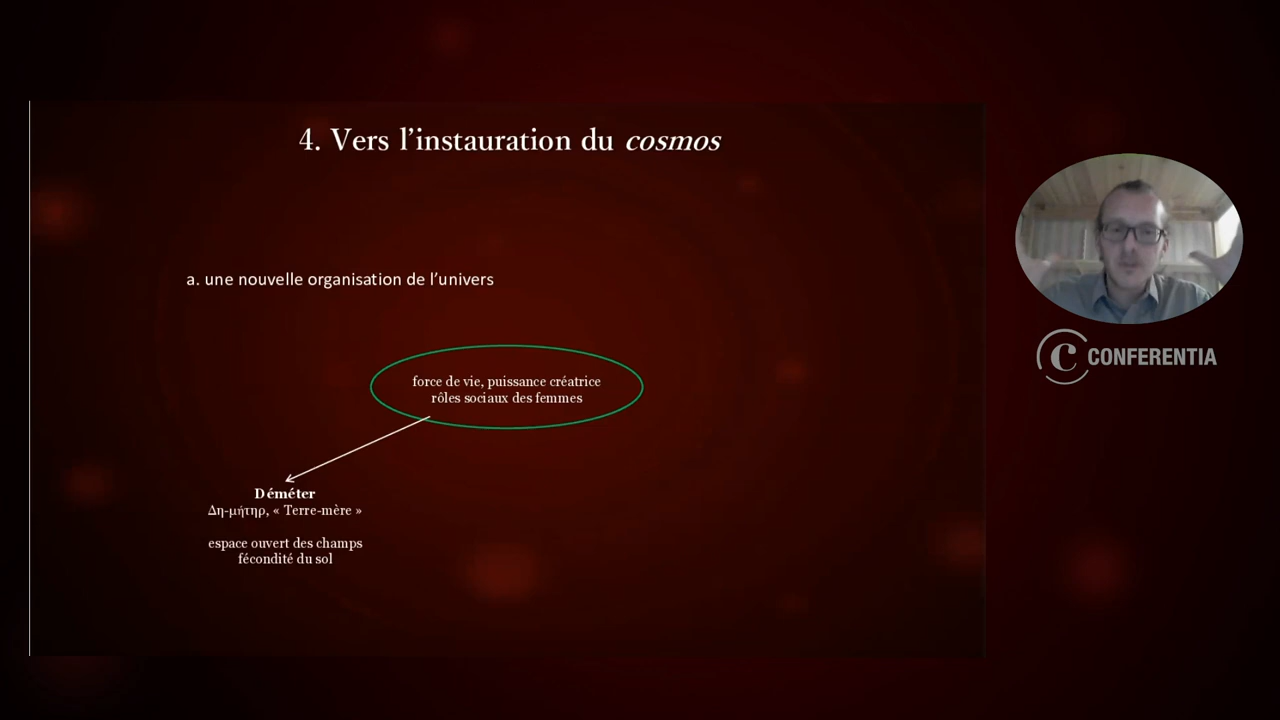 4. Vers l’instauration du cosmos
a. une nouvelle organisation de l’univers
force de vie, puissance créatrice
rôles sociaux des femmes
Déméter
Δη-μήτηρ, « Terre-mère »
espace ouvert des champs
fécondité du sol
C CONFERENTIA